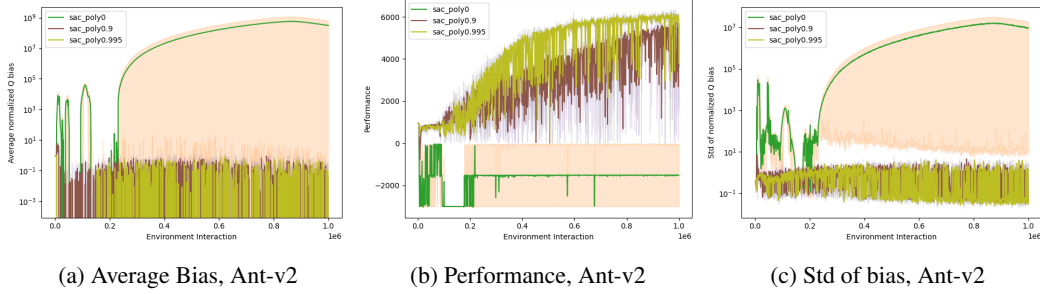 sac_poly0
sac_poly0.9
sac_poly0.995
Average normalized Q bias
10^9
10^7
10^5
10^3
10^1
10^-1
10^-3
0.0 0.2 0.4 0.6 0.8 1.0
1e6
Environment Interaction
(a) Average Bias, Ant-v2
sac_poly0
sac_poly0.9
sac_poly0.995
Performance
6000
4000
2000
0
−2000
0.0 0.2 0.4 0.6 0.8 1.0
1e6
Environment Interaction
(b) Performance, Ant-v2
sac_poly0
sac_poly0.9
sac_poly0.995
Std of normalized Q bias
10^7
10^5
10^3
10^1
10^-1
0.0 0.2 0.4 0.6 0.8 1.0
1e6
Environment Interaction
(c) Std of bias, Ant-v2